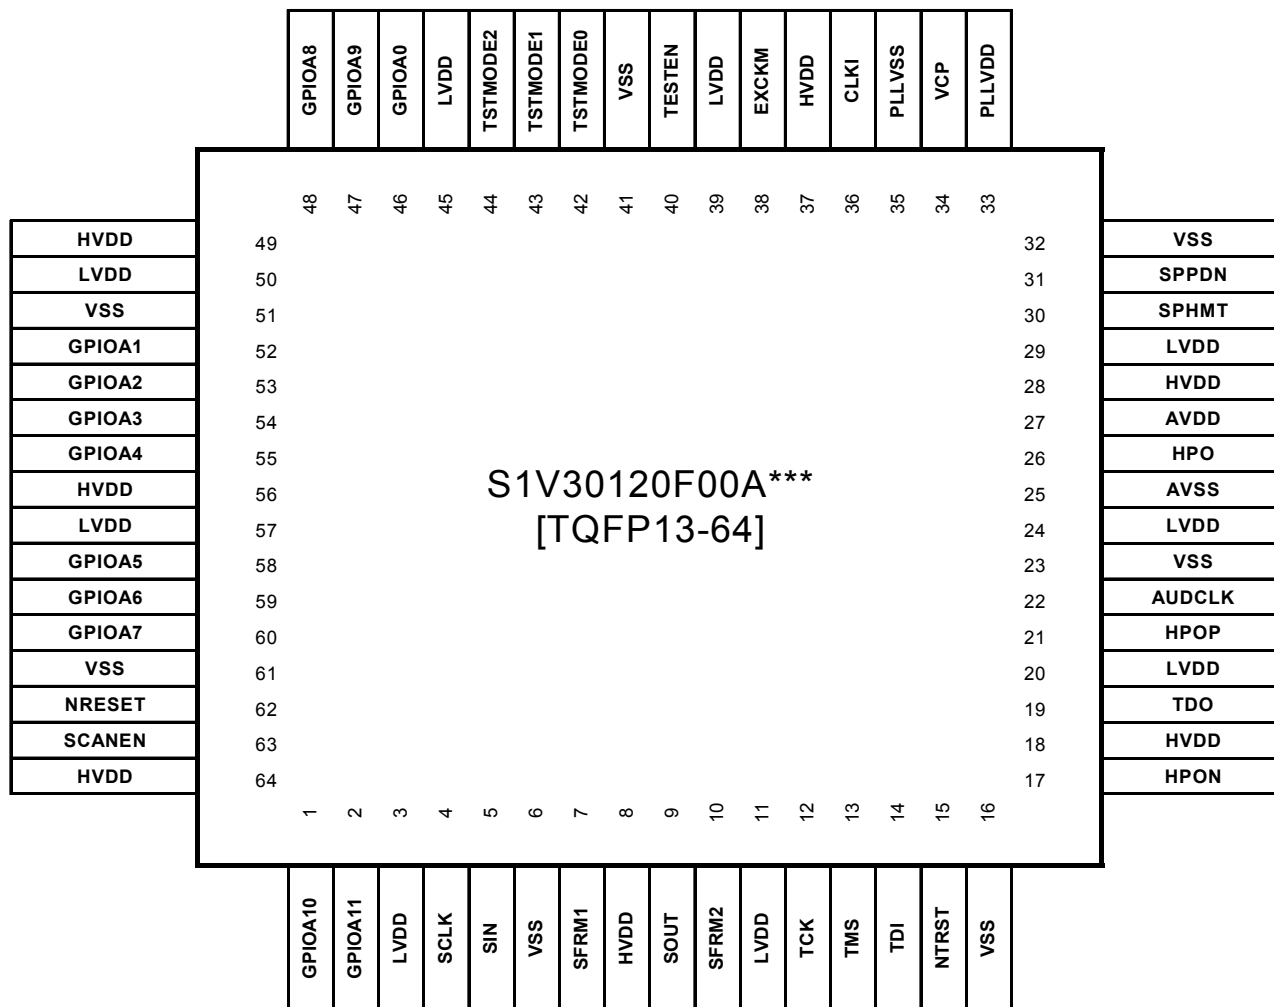 GPIOA8
GPIOA9
GPIOA0
LVDD
TSTMODE2
TSTMODE1
TSTMODE0
VSS
TESTEN
LVDD
EXCKM
HVDD
CLKI
PLLVSS
VCP
PLLVDD
48 47 46 45 44 43 42 41 40 39 38 37 36 35 34 33
HVDD 49 32 VSS
LVDD 50 31 SPPDN
VSS 51 30 SPHMT
GPIOA1 52 29 LVDD
GPIOA2 53 28 HVDD
GPIOA3 54 27 AVDD
GPIOA4 55 26 HPO
HVDD 56 25 AVSS
LVDD 57 24 LVDD
GPIOA5 58 23 VSS
GPIOA6 59 22 AUDCLK
GPIOA7 60 21 HPOP
VSS 61 20 LVDD
NRESET 62 19 TDO
SCANEN 63 18 HVDD
HVDD 64 17 HPON
S1V30120F00A***
[TQFP13-64]
1 2 3 4 5 6 7 8 9 10 11 12 13 14 15 16
GPIOA10
GPIOA11
LVDD
SCLK
SIN
VSS
SFRM1
HVDD
SOUT
SFRM2
LVDD
TCK
TMS
TDI
NTRST
VSS